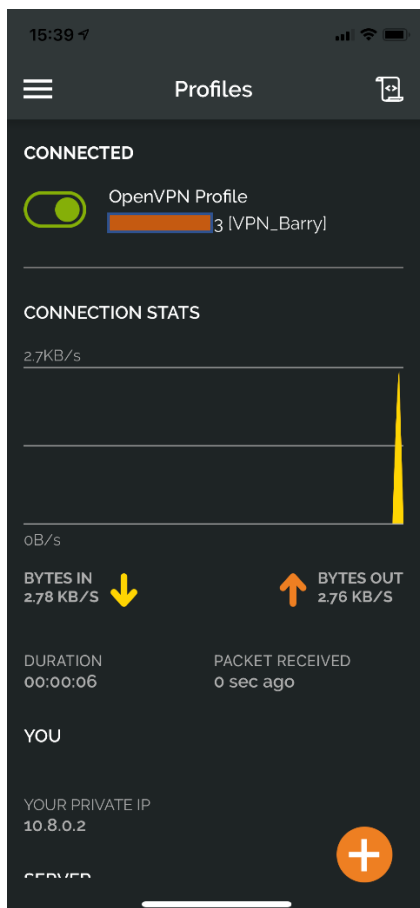 15:39
Profiles
CONNECTED
OpenVPN Profile
3 [VPN_Barry]
CONNECTION STATS
2.7KB/s
0B/s
BYTES IN
2.78 KB/S
BYTES OUT
2.76 KB/S
DURATION
00:00:06
PACKET RECEIVED
0 sec ago
YOU
YOUR PRIVATE IP
10.8.0.2
SERVER